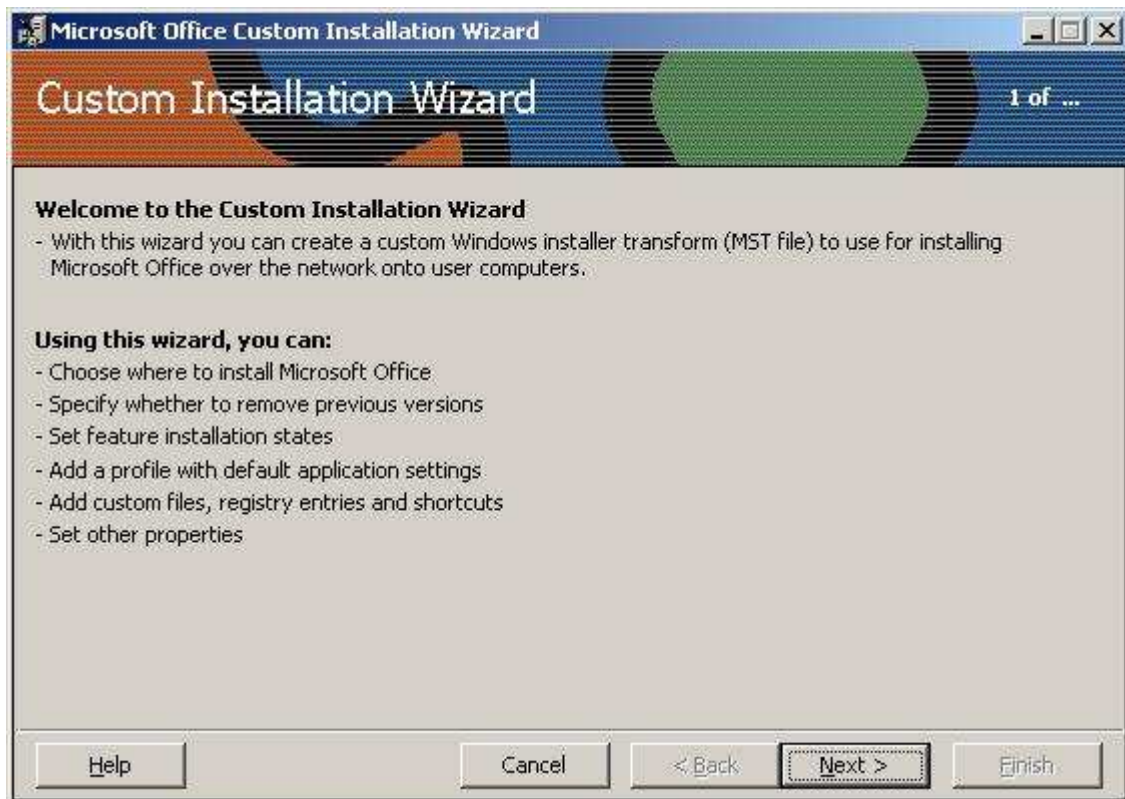 Microsoft Office Custom Installation Wizard
Custom Installation Wizard
1 of ...
Welcome to the Custom Installation Wizard
- With this wizard you can create a custom Windows installer transform (MST file) to use for installing
Microsoft Office over the network onto user computers.
Using this wizard, you can:
- Choose where to install Microsoft Office
- Specify whether to remove previous versions
- Set feature installation states
- Add a profile with default application settings
- Add custom files, registry entries and shortcuts
- Set other properties
Help
Cancel
< Back
Next >
Finish